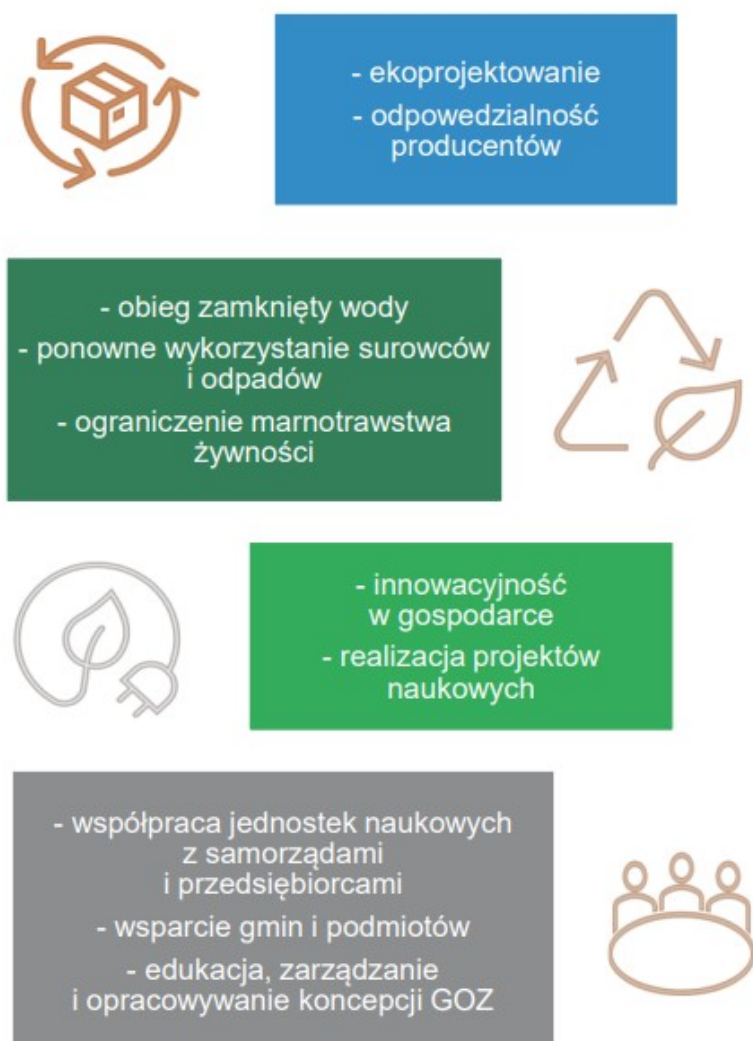 - ekoprojektowanie
- odpowedzialność
producentów
- obieg zamknięty wody
- ponowne wykorzystanie surowców
i odpadów
- ograniczenie marnotrawstwa
żywności
- innowacyjność
w gospodarce
- realizacja projektów
naukowych
- współpraca jednostek naukowych
z samorządami
i przedsiębiorcami
- wsparcie gmin i podmiotów
- edukacja, zarządzanie
i opracowywanie koncepcji GOZ